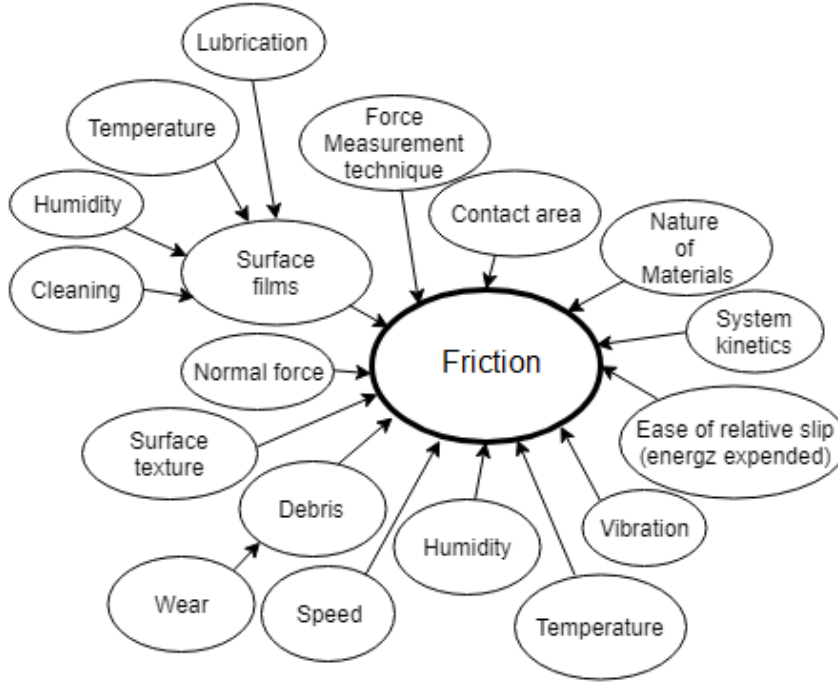 Lubrication
Temperature
Force
Measurement
technique
Humidity
Contact area
Nature
of
Materials
Surface
films
Cleaning
System
kinetics
Friction
Normal force
Ease of relative slip
(energz expended)
Surface
texture
Debris
Vibration
Humidity
Wear
Speed
Temperature